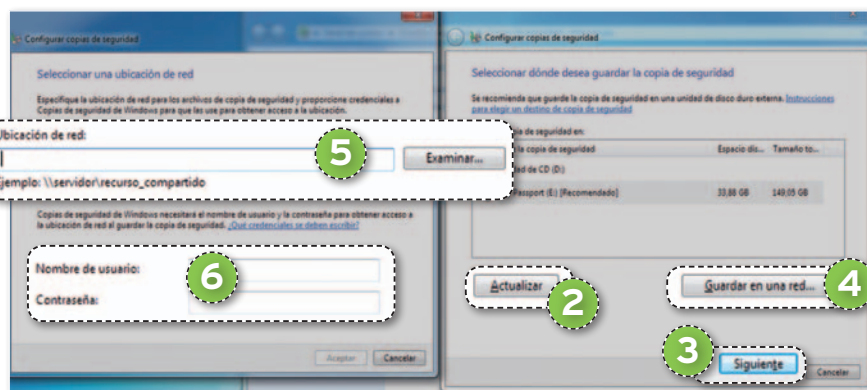 Configurar copias de seguridad
Seleccionar una ubicación de red
Especifique la ubicación de red para los archivos de copia de seguridad y proporcione credenciales a
Copias de seguridad de Windows para que las use para obtener acceso a la ubicación.
Ubicación de red:
5
Examinar...
Ejemplo: \\servidor\recurso_compartido
Copias de seguridad de Windows necesitará el nombre de usuario y la contraseña para obtener acceso a
la ubicación de red al guardar la copia de seguridad. ¿Qué credenciales se deben escribir?
Nombre de usuario:
6
Contraseña:
Aceptar
Cancelar
Configurar copias de seguridad
Seleccionar dónde desea guardar la copia de seguridad
Se recomienda que guarde la copia de seguridad en una unidad de disco duro externa. Instrucciones
para elegir un destino de copia de seguridad
de seguridad en:
la copia de seguridad Espacio dis... Tamaño to...
de CD (D:)
Passport (E:) [Recomendado] 33,88 GB 149,05 GB
Actualizar
2
Guardar en una red...
4
3
Siguiente
Cancelar